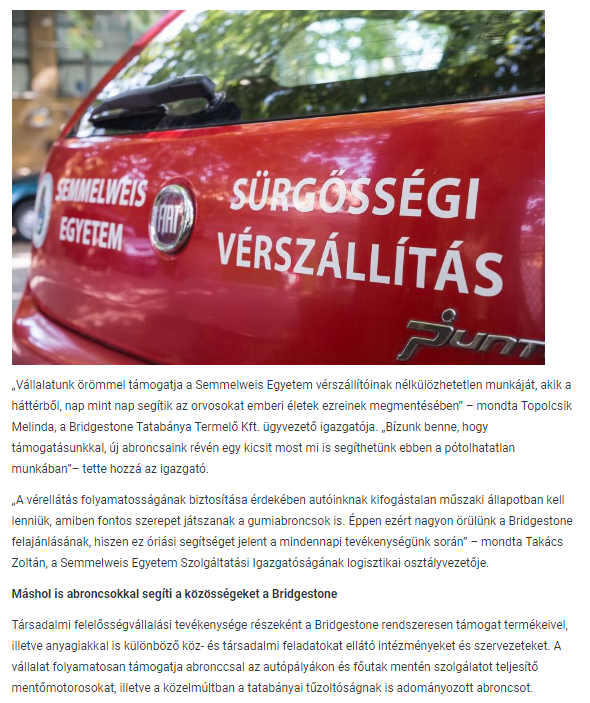 SEMMELWEIS
EGYETEM
FIAT
SÜRGŐSSÉGI
VÉRSZÁLLÍTÁS
„Vállalatunk örömmel támogatja a Semmelweis Egyetem vérszállítóinak nélkülözhetetlen munkáját, akik a
háttérből, nap mint nap segítik az orvosokat emberi életek ezreinek megmentésében” – mondta Topolcsik
Melinda, a Bridgestone Tatabánya Termelő Kft. ügyvezető igazgatója. „Bízunk benne, hogy
támogatásunkkal, új abroncsaink révén egy kicsit most mi is segíthetünk ebben a pótolhatatlan
munkában”– tette hozzá az igazgató.
„A vérellátás folyamatosságának biztosítása érdekében autóinknak kifogástalan műszaki állapotban kell
lenniük, amiben fontos szerepet játszanak a gumiabroncsok is. Éppen ezért nagyon örülünk a Bridgestone
felajánlásának, hiszen ez óriási segítséget jelent a mindennapi tevékenységünk során” – mondta Takács
Zoltán, a Semmelweis Egyetem Szolgáltatási Igazgatóságának logisztikai osztályvezetője.
Máshol is abroncsokkal segíti a közösségeket a Bridgestone
Társadalmi felelősségvállalási tevékenysége részeként a Bridgestone rendszeresen támogat termékeivel,
illetve anyagiakkal is különböző köz- és társadalmi feladatokat ellátó intézményeket és szervezeteket. A
vállalat folyamatosan támogatja abronccsal az autópályákon és főutak mentén szolgálatot teljesítő
mentőmotorosokat, illetve a közelmúltban a tatabányai tűzoltóságnak is adományozott abroncsot.